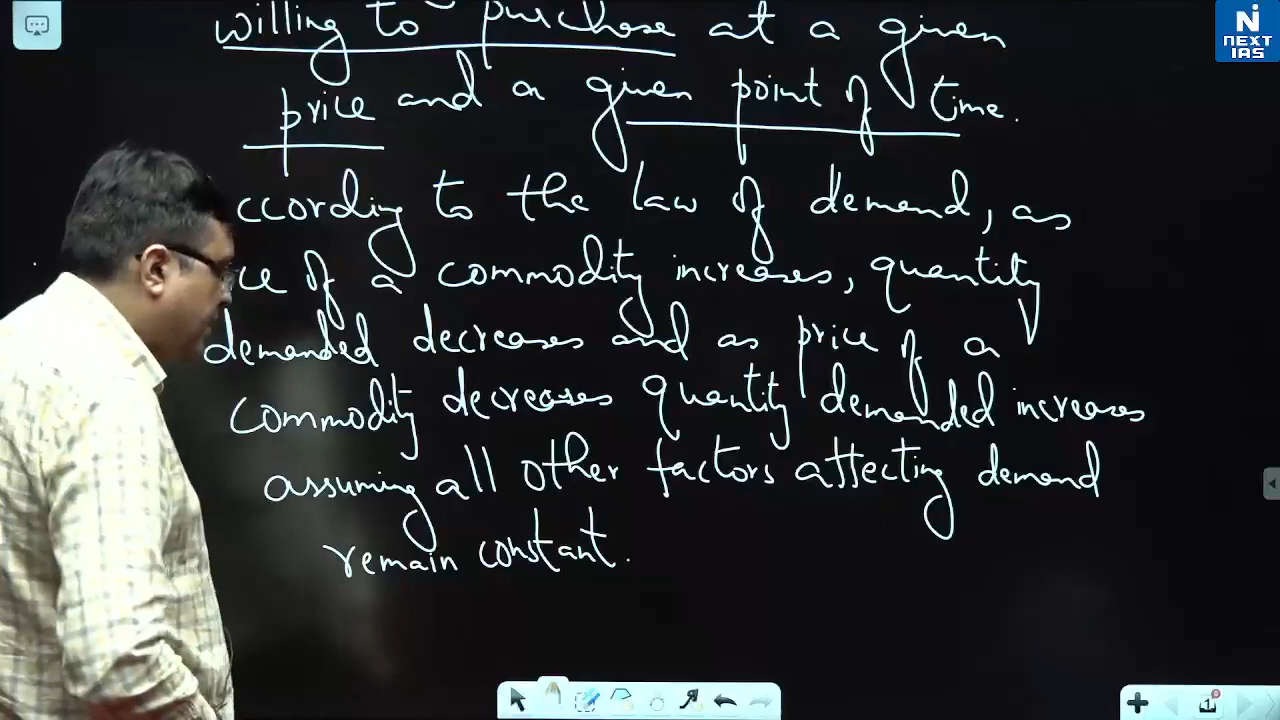 willing to purchase at a given
price and a given point of time.
ccording to the law of demand, as
ce of a commodity increases, quantity
demanded decreases and as price of a
commodity decreases quantity demanded increases
assuming all other factors affecting demand
remain constant.
NEXT IAS
1